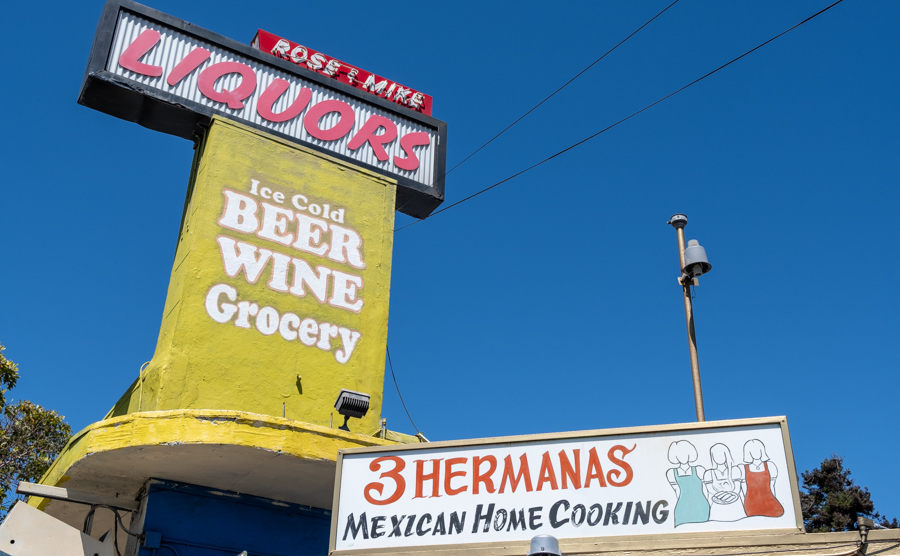 ROSE & MIKE
LIQUORS
Ice Cold
BEER
WINE
Grocery
3 HERMANAS
MEXICAN HOME COOKING